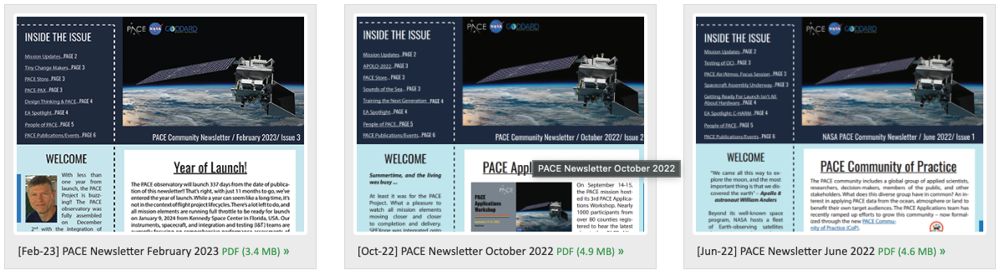 INSIDE THE ISSUE
Mission Updates...PAGE 2
Tiny Change Makers...PAGE 3
PACE Store...PAGE 3
PACE-PAX...PAGE 3
Design Thinking & PACE...PAGE 4
EA Spotlight...PAGE 4
People of PACE...PAGE 5
PACE Publications/Events...PAGE 6
PACE NASA GODDARD
PACE Community Newsletter / February 2023/ Issue 3
WELCOME
With less than
one year from
launch, the PACE
Project is buzz-
ing! The PACE
observatory was
fully assembled
on December
2nd with the integration of
Year of Launch!
The PACE observatory will launch 337 days from the date of publica-
tion of this newsletter! That's right, with just 11 months to go, we've
entered the year of launch. While a year can seem like a long time, it's
not in the context of flight project lifecycles. There's a lot left to do, and
all mission elements are running full throttle to be ready for launch
on January 9, 2024 from Kennedy Space Center in Florida, USA. Our
instruments, spacecraft, and integration and testing (I&T) teams are
currently focusing on comprehensive performance assessments of
[Feb-23] PACE Newsletter February 2023 PDF (3.4 MB) »
INSIDE THE ISSUE
Mission Updates...PAGE 2
APOLO-2022...PAGE 3
PACE Store...PAGE 3
Sounds of the Sea...PAGE 3
Training the Next Generation...PAGE 4
EA Spotlight...PAGE 4
People of PACE...PAGE 5
PACE Publications/Events...PAGE 6
PACE NASA GODDARD
PACE Community Newsletter / October 2022/ Issue 2
WELCOME
Summertime, and the living
was busy ...
At least it was for the PACE
Project. What a pleasure to
watch all mission elements
moving closer and closer
to completion and delivery.
SPEXone was integrated onto
PACE Appl
PACE Newsletter October 2022
PACE
Applications
Workshop
On September 14-15,
the PACE mission host-
ed its 3rd PACE Applica-
tions Workshop. Nearly
1000 participants from
over 80 countries regis-
tered to hear the latest
[Oct-22] PACE Newsletter October 2022 PDF (4.9 MB) »
INSIDE THE ISSUE
Mission Updates...PAGE 2
Testing of OCI...PAGE 3
PACE Air/Atmos. Focus Session...PAGE 3
Spacecraft Assembly Underway...PAGE 3
Getting Ready For Launch Isn't All
About Hardware...PAGE 4
EA Spotlight: C-HARM...PAGE 4
People of PACE...PAGE 5
PACE Publications/Events...PAGE 6
PACE NASA GODDARD
NASA PACE Community Newsletter / June 2022/ Issue 1
WELCOME
"We came all this way to ex-
plore the moon, and the most
important thing is that we dis-
covered the earth" – Apollo 8
astronaut William Anders
Beyond its well-known space
program, NASA hosts a fleet
of Earth-observing satellites
PACE Community of Practice
The PACE community includes a global group of applied scientists,
researchers, decision-makers, members of the public, and other
stakeholders. What does this diverse group have in common? An in-
terest in applying PACE data from the ocean, atmosphere or land to
benefit their own target audiences. The PACE Applications team has
recently ramped up efforts to grow this community – now formal-
ized through the new PACE Commu-
nity of Practice (CoP).
[Jun-22] PACE Newsletter June 2022 PDF (4.6 MB) »